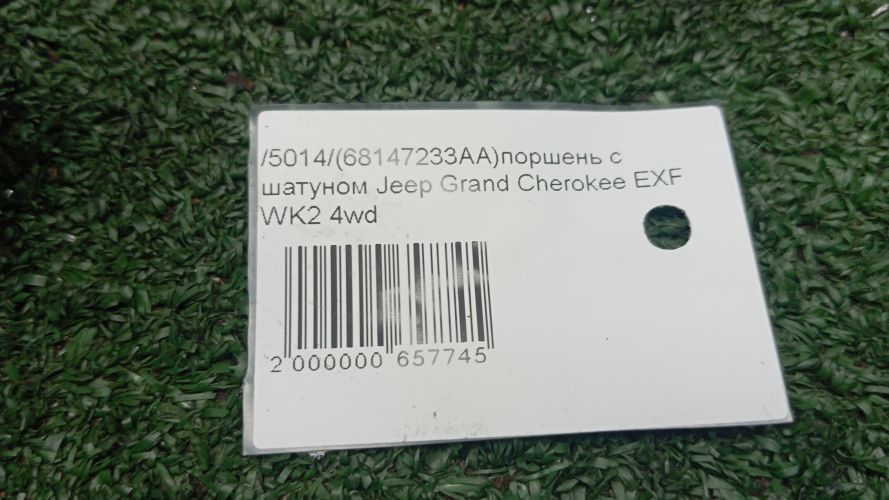 /5014/(68147233AA)поршень с
шатуном Jeep Grand Cherokee EXF
WK2 4wd
2 000000 657745